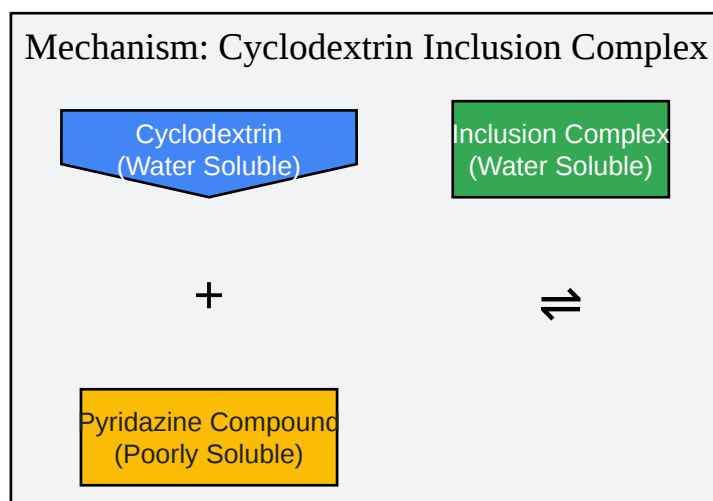 Mechanism: Cyclodextrin Inclusion Complex
Cyclodextrin
(Water Soluble)
Inclusion Complex
(Water Soluble)
+
⇌
Pyridazine Compound
(Poorly Soluble)